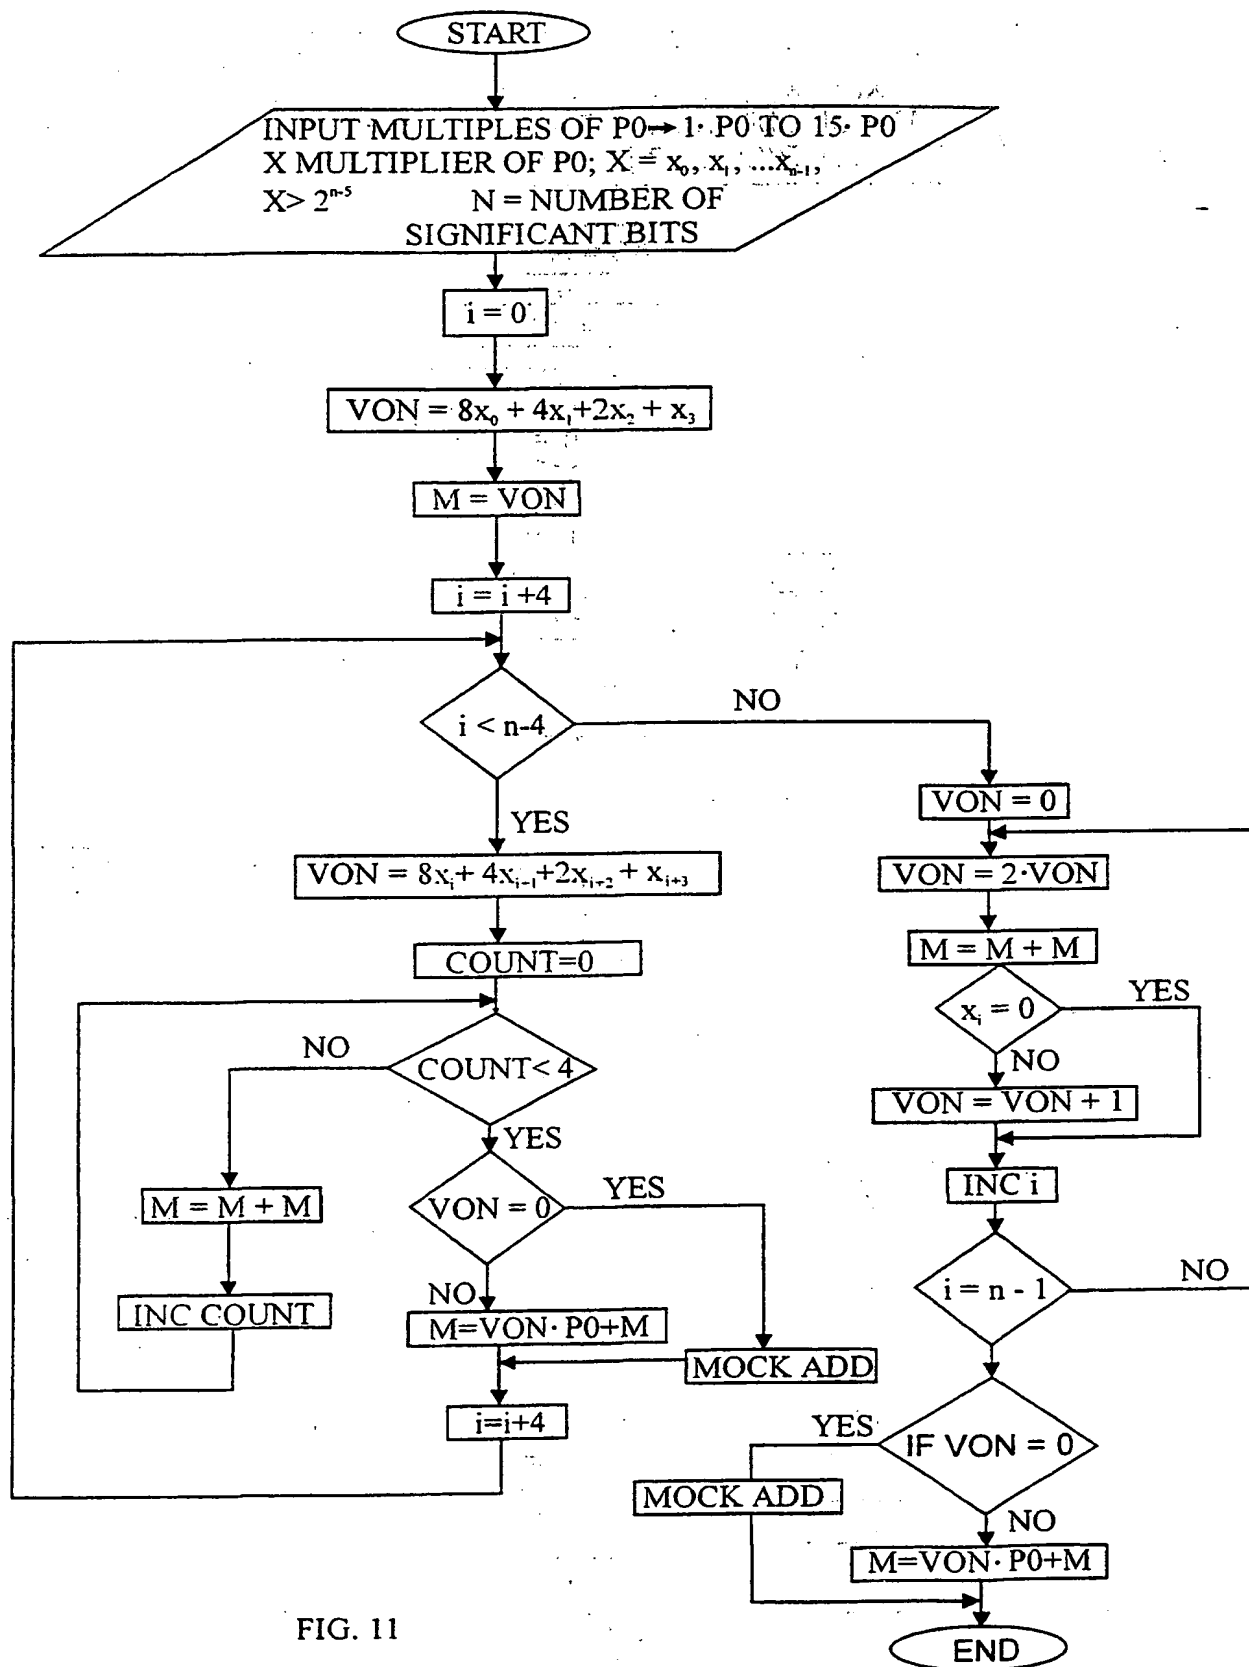 START
INPUT MULTIPLES OF P0→ 1· P0 TO 15· P0
X MULTIPLIER OF P0; X = x₀, x₁, ...xₙ₋₁,
X> 2ⁿ⁻⁵ N = NUMBER OF
SIGNIFICANT BITS
i = 0
VON = 8x₀ + 4x₁+2x₂ + x₃
M = VON
i = i +4
i < n-4
NO
YES
VON = 0
VON = 8xᵢ+ 4xᵢ₋₁+2xᵢ₊₂ + xᵢ₊₃
VON = 2·VON
COUNT=0
M = M + M
xᵢ = 0
YES
NO
COUNT< 4
NO
YES
VON = VON + 1
M = M + M
VON = 0
YES
INC i
INC COUNT
NO
M=VON· P0+M
i = n - 1
NO
MOCK ADD
i=i+4
YES
IF VON = 0
MOCK ADD
NO
M=VON· P0+M
FIG. 11
END